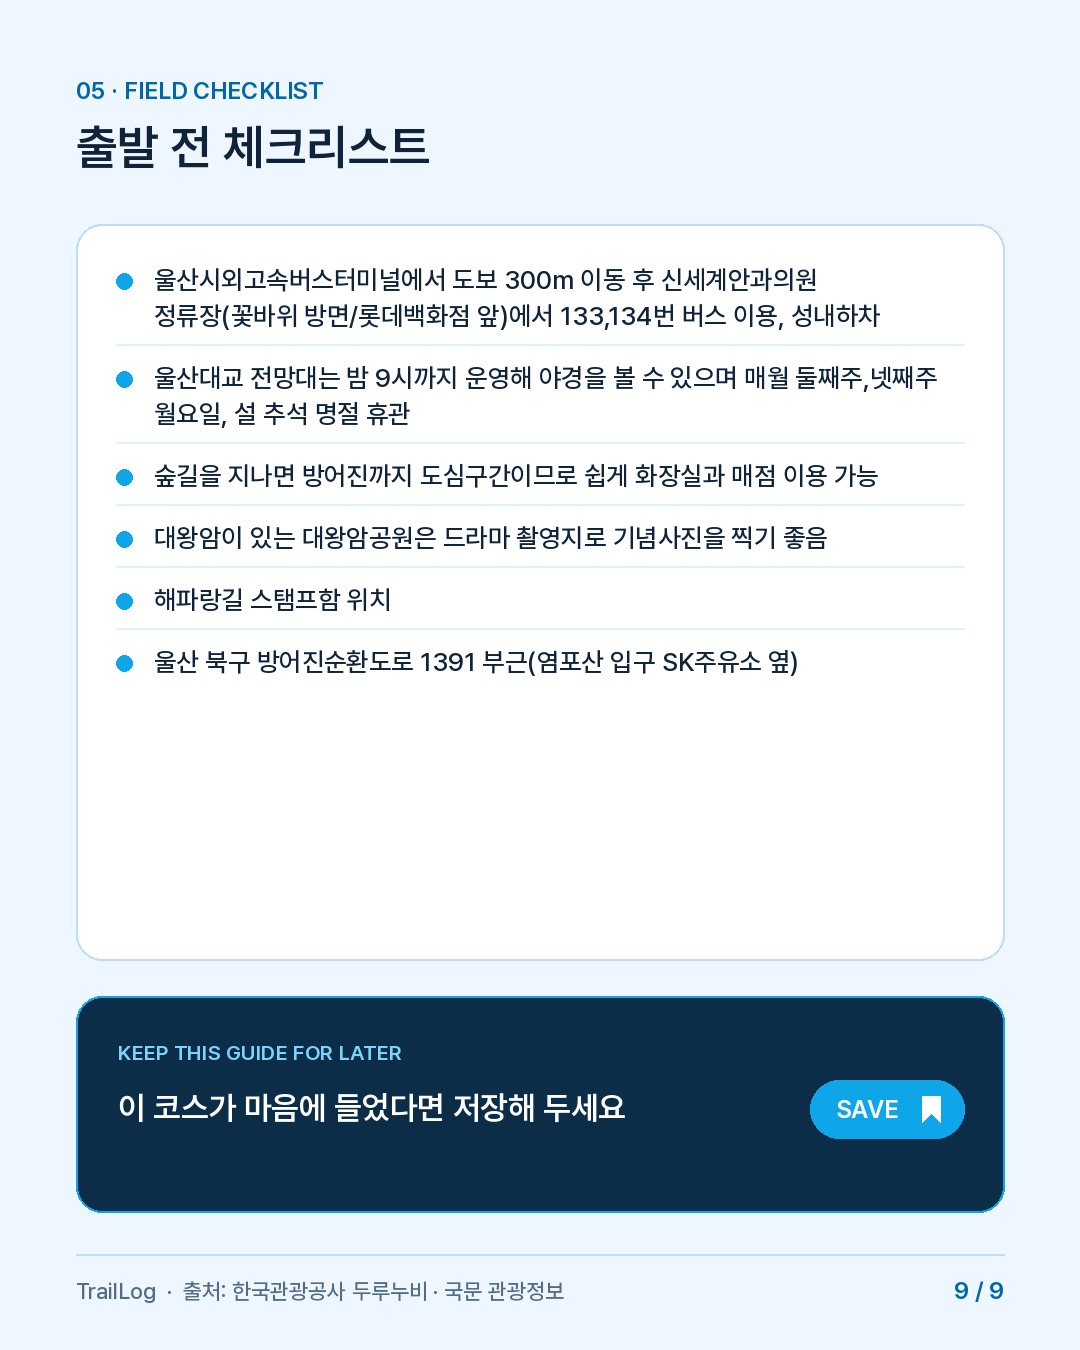 05 · FIELD CHECKLIST
출발 전 체크리스트
울산시외고속버스터미널에서 도보 300m 이동 후 신세계안과의원
정류장(꽃바위 방면/롯데백화점 앞)에서 133,134번 버스 이용, 성내하차
울산대교 전망대는 밤 9시까지 운영해 야경을 볼 수 있으며 매월 둘째주,넷째주
월요일, 설 추석 명절 휴관
숲길을 지나면 방어진까지 도심구간이므로 쉽게 화장실과 매점 이용 가능
대왕암이 있는 대왕암공원은 드라마 촬영지로 기념사진을 찍기 좋음
해파랑길 스탬프함 위치
울산 북구 방어진순환도로 1391 부근(염포산 입구 SK주유소 옆)
KEEP THIS GUIDE FOR LATER
이 코스가 마음에 들었다면 저장해 두세요
SAVE
TrailLog · 출처: 한국관광공사 두루누비 · 국문 관광정보
9 / 9